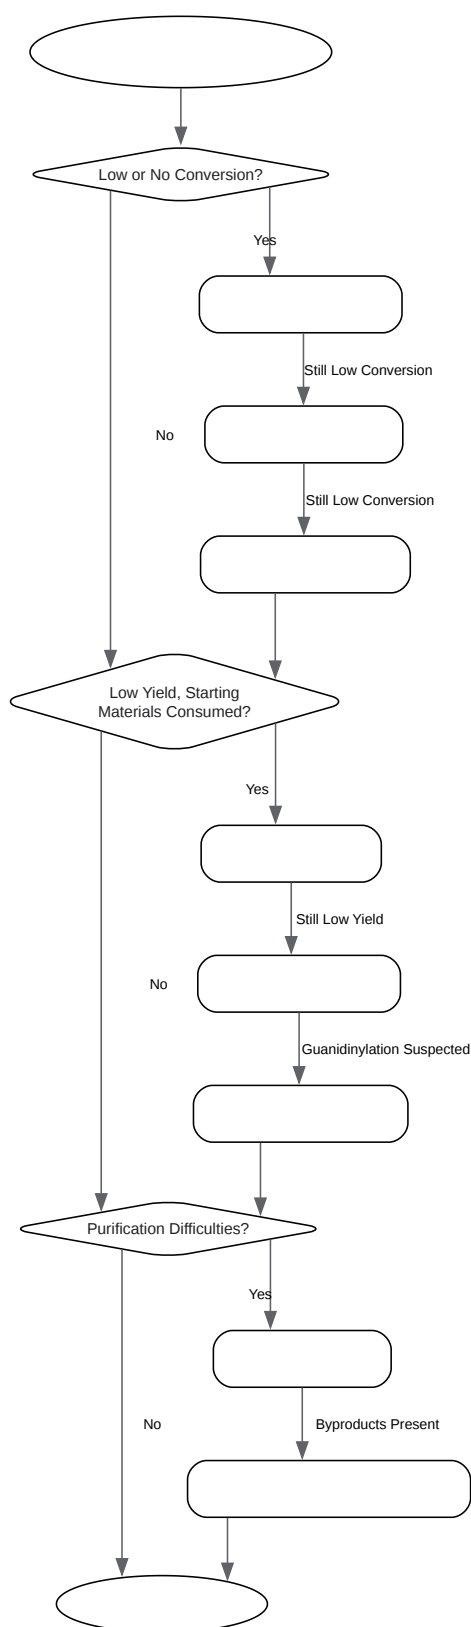 Low or No Conversion?
Yes
Still Low Conversion
No
Still Low Conversion
Low Yield, Starting
Materials Consumed?
Yes
Still Low Yield
No
Guanidinylation Suspected
Purification Difficulties?
Yes
No
Byproducts Present